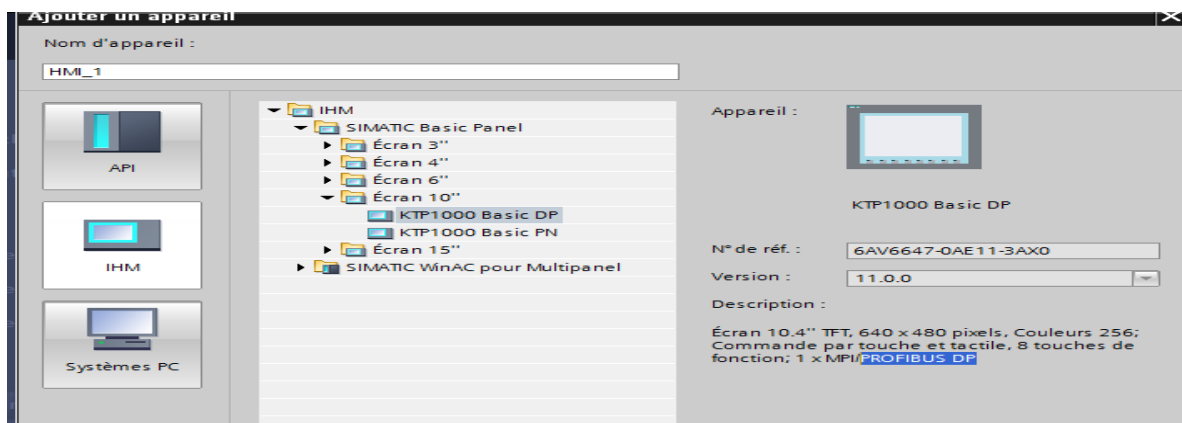 Ajouter un appareil
Nom d'appareil :
HMI_1
API
IHM
Systèmes PC
IHM
SIMATIC Basic Panel
Écran 3''
Écran 4''
Écran 6''
Écran 10''
KTP1000 Basic DP
KTP1000 Basic PN
Écran 15''
SIMATIC WinAC pour Multipanel
Appareil :
KTP1000 Basic DP
N° de réf. :
6AV6647-0AE11-3AX0
Version :
11.0.0
Description :
Écran 10.4'' TFT, 640 x 480 pixels, Couleurs 256;
Commande par touche et tactile, 8 touches de
fonction; 1 x MPI/PROFIBUS DP